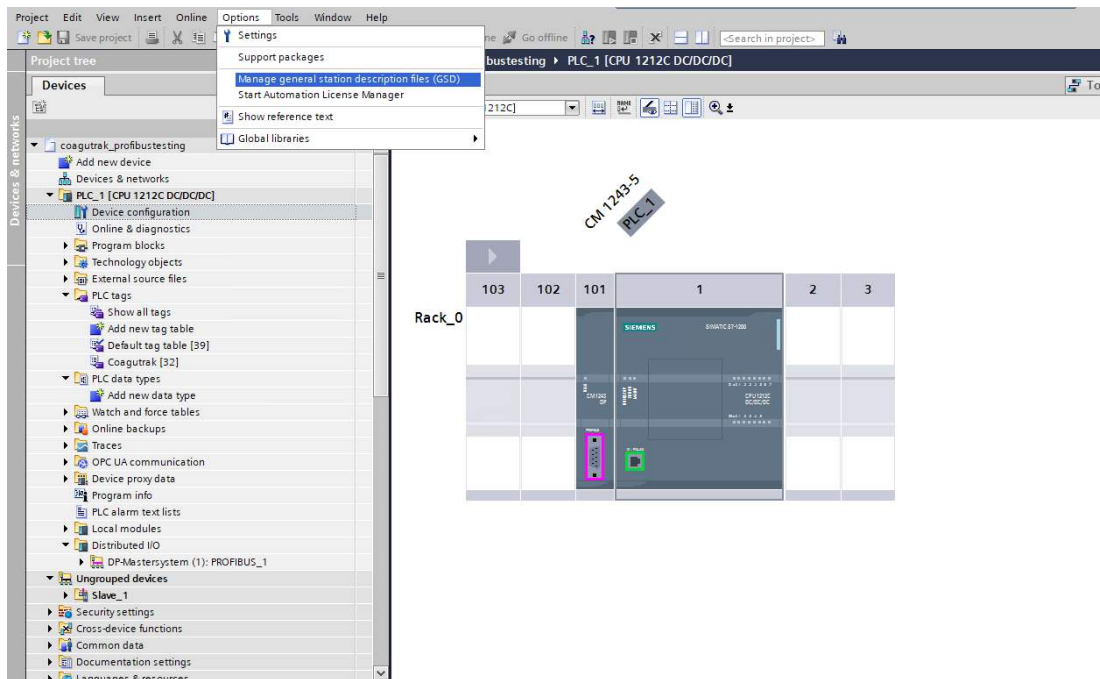 Project Edit View Insert Online Options Tools Window Help
Save project
Go offline
<Search in project>
Project tree
bustesting ▸ PLC_1 [CPU 1212C DC/DC/DC]
Settings
Support packages
Manage general station description files (GSD)
Start Automation License Manager
Show reference text
Global libraries
Devices
1212C]
Devices & networks
coagutrak_profibustesting
Add new device
Devices & networks
PLC_1 [CPU 1212C DC/DC/DC]
Device configuration
Online & diagnostics
Program blocks
Technology objects
External source files
PLC tags
Show all tags
Add new tag table
Default tag table [39]
Coagutrak [32]
PLC data types
Add new data type
Watch and force tables
Online backups
Traces
OPC UA communication
Device proxy data
Program info
PLC alarm text lists
Local modules
Distributed I/O
DP-Mastersystem (1): PROFIBUS_1
Ungrouped devices
Slave_1
Security settings
Cross-device functions
Common data
Documentation settings
Languages & resources
CM 1243-5
PLC_1
103 102 101 1 2 3
Rack_0
SIEMENS SIMATIC S7-1200
CM 1243
DP
CPU 1212C
DC/DC/DC